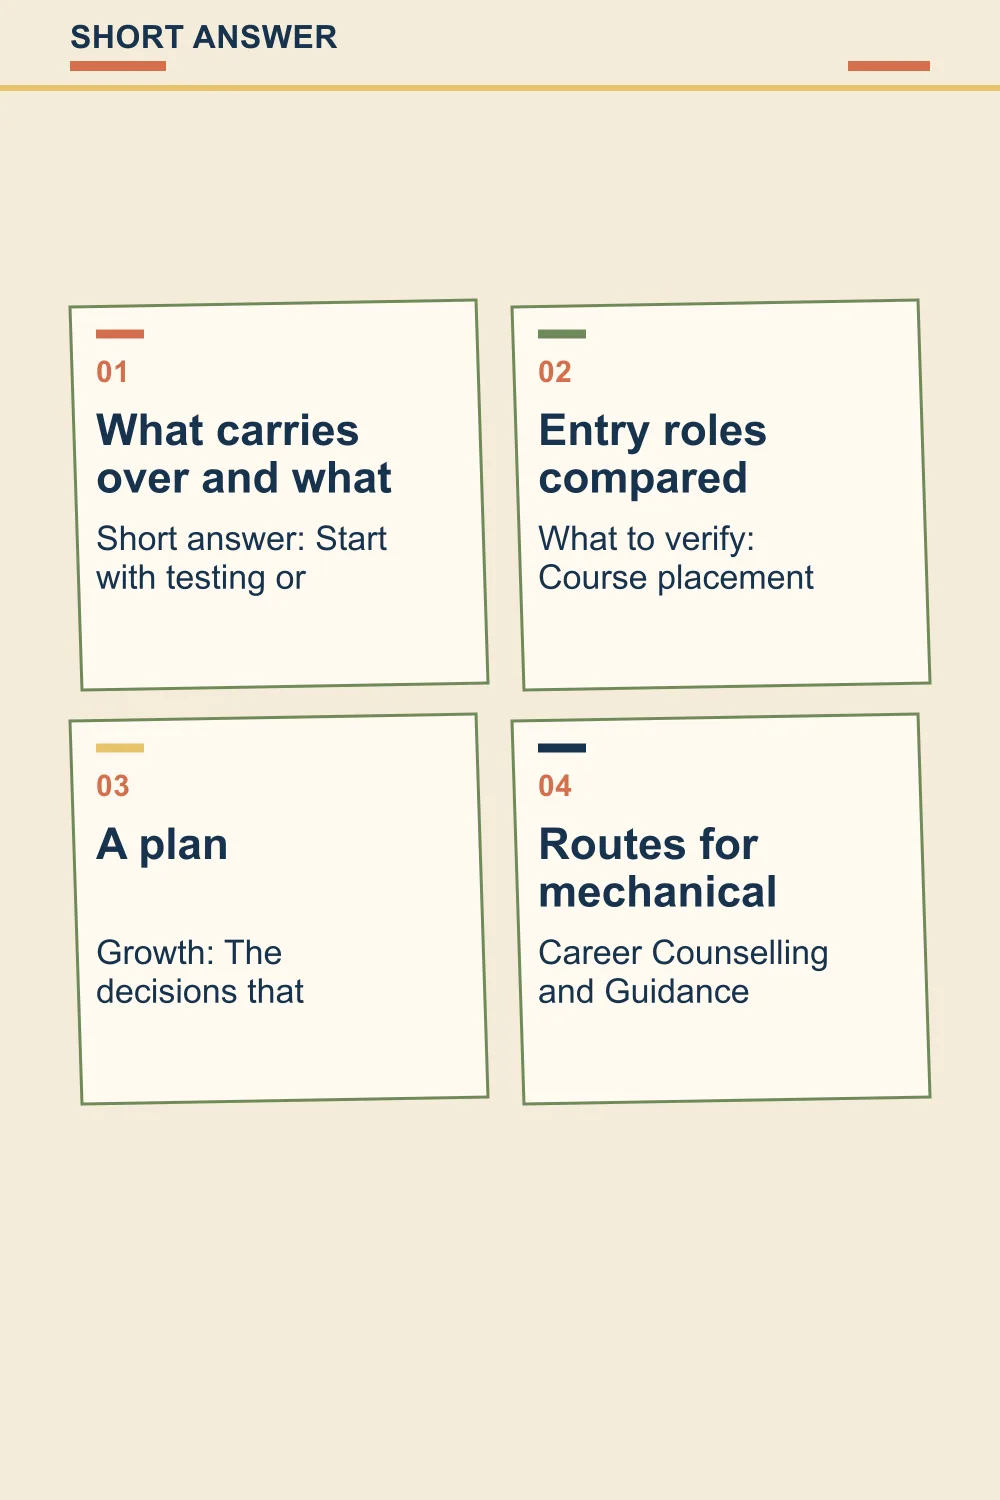 SHORT ANSWER
01
What carries
over and what
Short answer: Start
with testing or
02
Entry roles
compared
What to verify:
Course placement
03
A plan
Growth: The
decisions that
04
Routes for
mechanical
Career Counselling
and Guidance